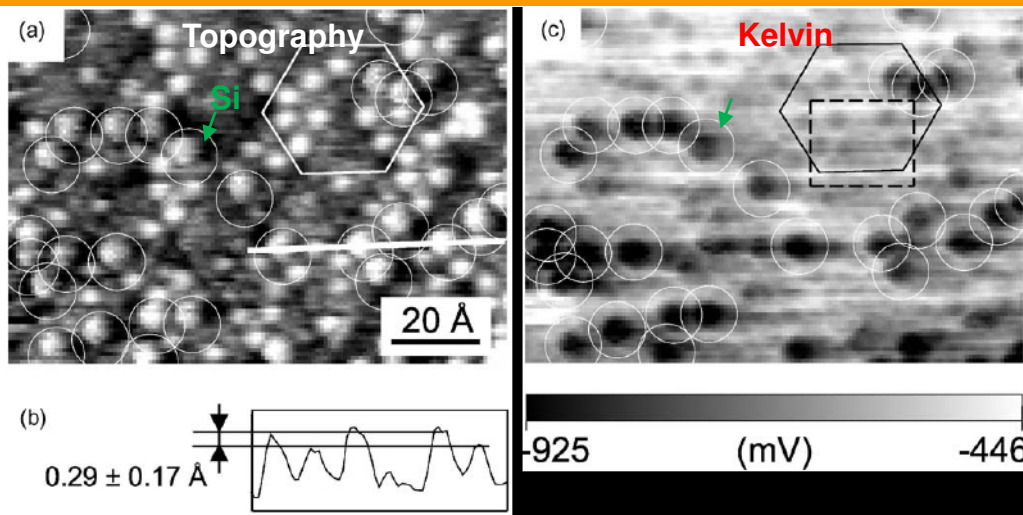 (a)
Topography
Si
20 Å
(b)
0.29 ± 0.17 Å
(c)
Kelvin
-925
(mV)
-446